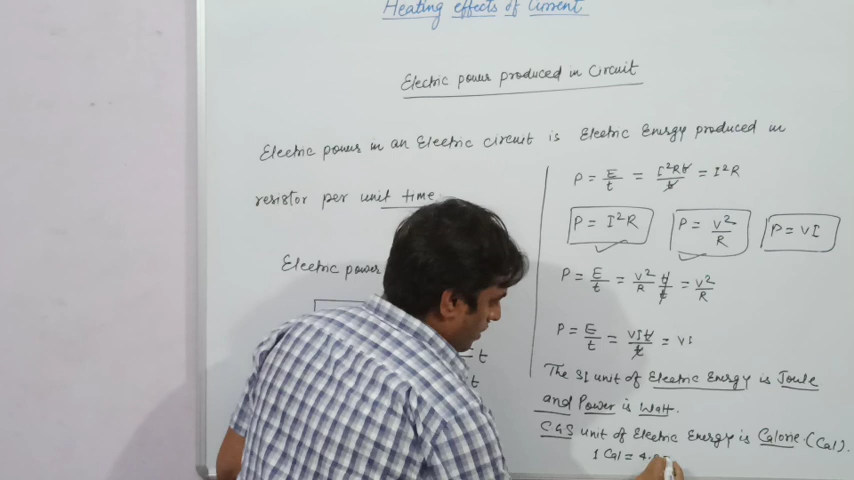 Heating effects of Current
Electric power produced in Circuit
Electric power in an Electric circuit is Electric Energy produced in
resistor per unit time.
Electric power
t
t
P = E/t = I²Rt/t = I²R
P = I²R
P = V²/R
P = VI
P = E/t = V²/R t/t = V²/R
P = E/t = VIt/t = VI
The SI unit of Electric Energy is Joule
and Power is Watt.
CGS unit of Electric Energy is Calorie. (Cal).
1 Cal = 4.